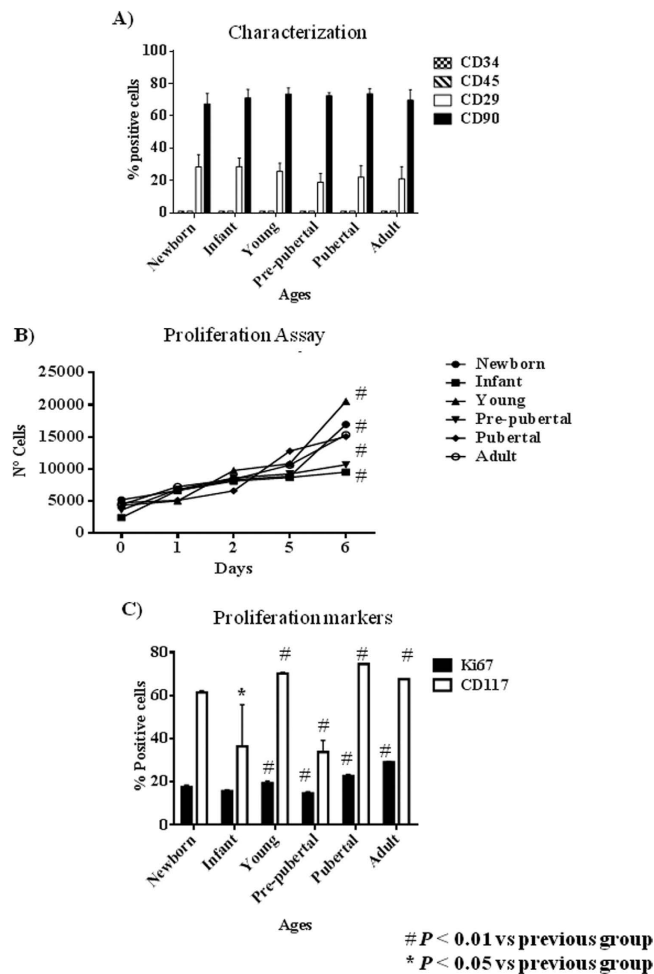 A)
Characterization
100
80
60
40
20
0
% positive cells
CD34
CD45
CD29
CD90
Newborn
Infant
Young
Pre-pubertal
Pubertal
Adult
Ages
B)
Proliferation Assay
25000
20000
15000
10000
5000
0
N° Cells
#
#
#
#
Newborn
Infant
Young
Pre-pubertal
Pubertal
Adult
0 1 2 5 6
Days
C)
Proliferation markers
80
60
40
20
0
% Positive cells
Ki67
CD117
* # # # # # # # #
Newborn
Infant
Young
Pre-pubertal
Pubertal
Adult
Ages
# P < 0.01 vs previous group
* P < 0.05 vs previous group